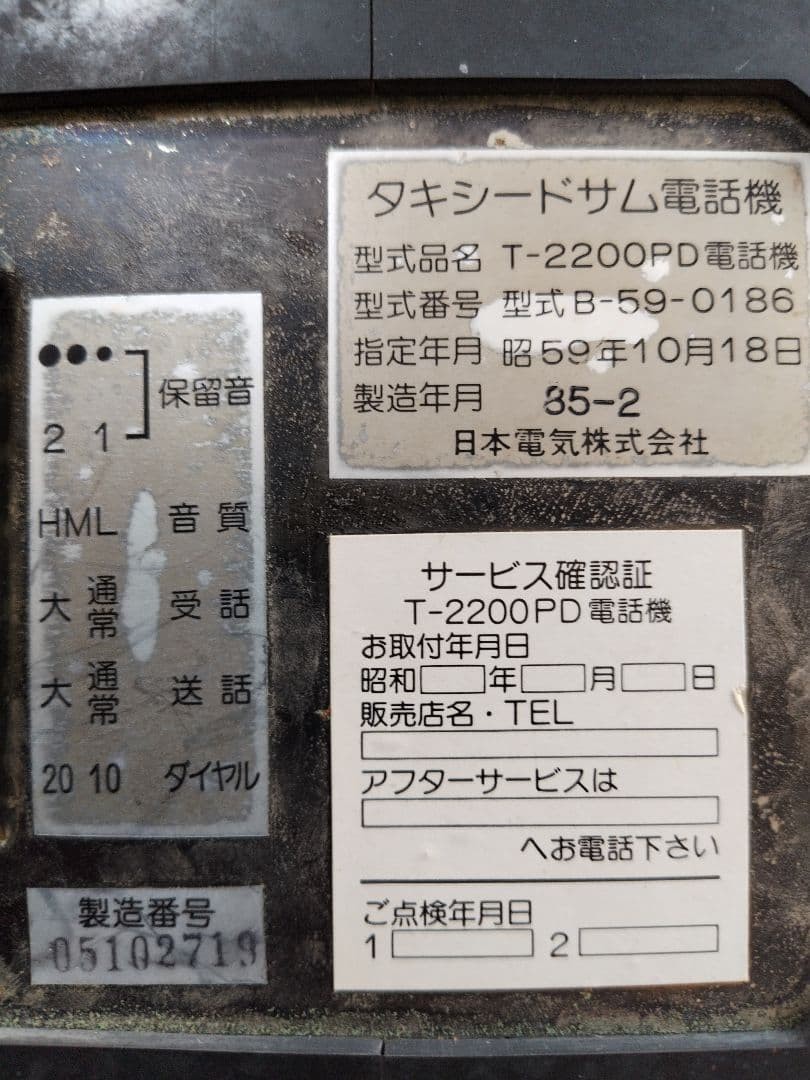 タキシードサム電話機
型式品名 T-2200PD電話機
型式番号 型式B-59-0186
指定年月 昭59年10月18日
製造年月 85-2
日本電気株式会社
保留音
2 1
HML 音質
大 通常 受話
大 通常 送話
20 10 ダイヤル
製造番号
05102719
サービス確認証
T-2200PD電話機
お取付年月日
昭和 年 月 日
販売店名・TEL
アフターサービスは
へお電話下さい
ご点検年月日
1 2